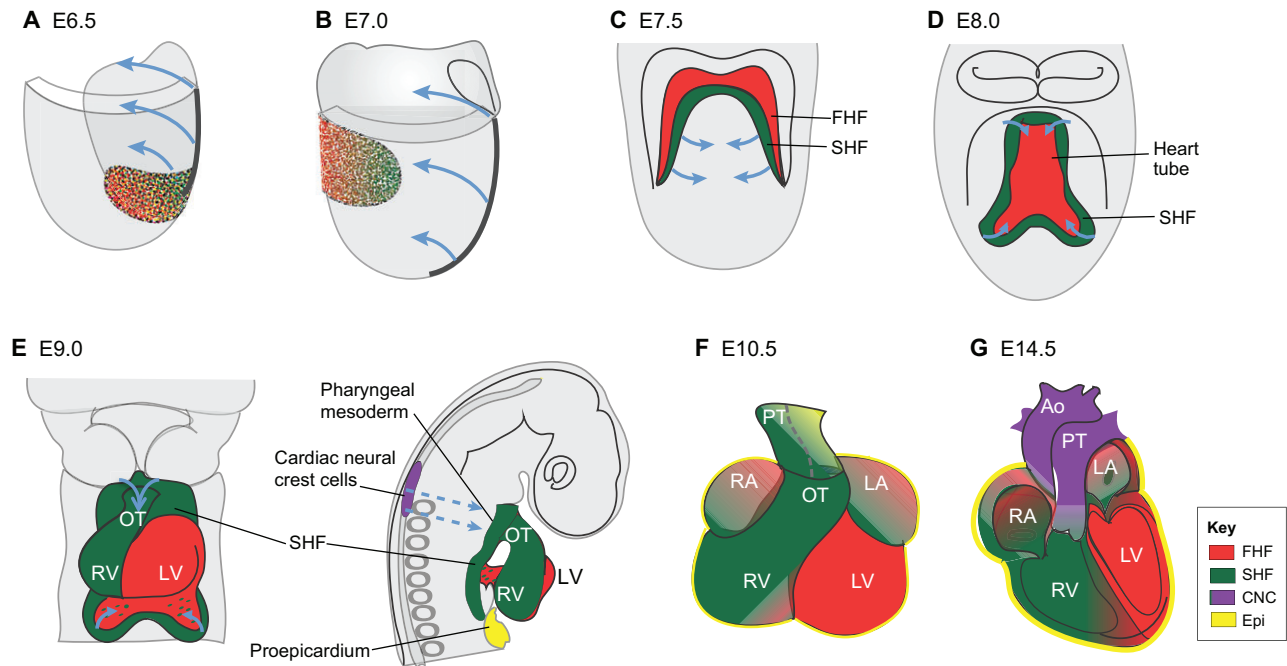 A E6.5
B E7.0
C E7.5
FHF
SHF
D E8.0
Heart
tube
SHF
E E9.0
OT
RV
LV
Pharyngeal
mesoderm
Cardiac neural
crest cells
SHF
Proepicardium
OT
RV
LV
F E10.5
PT
RA
OT
LA
RV
LV
G E14.5
Ao
PT
LA
RA
LV
RV
Key
FHF
SHF
CNC
Epi